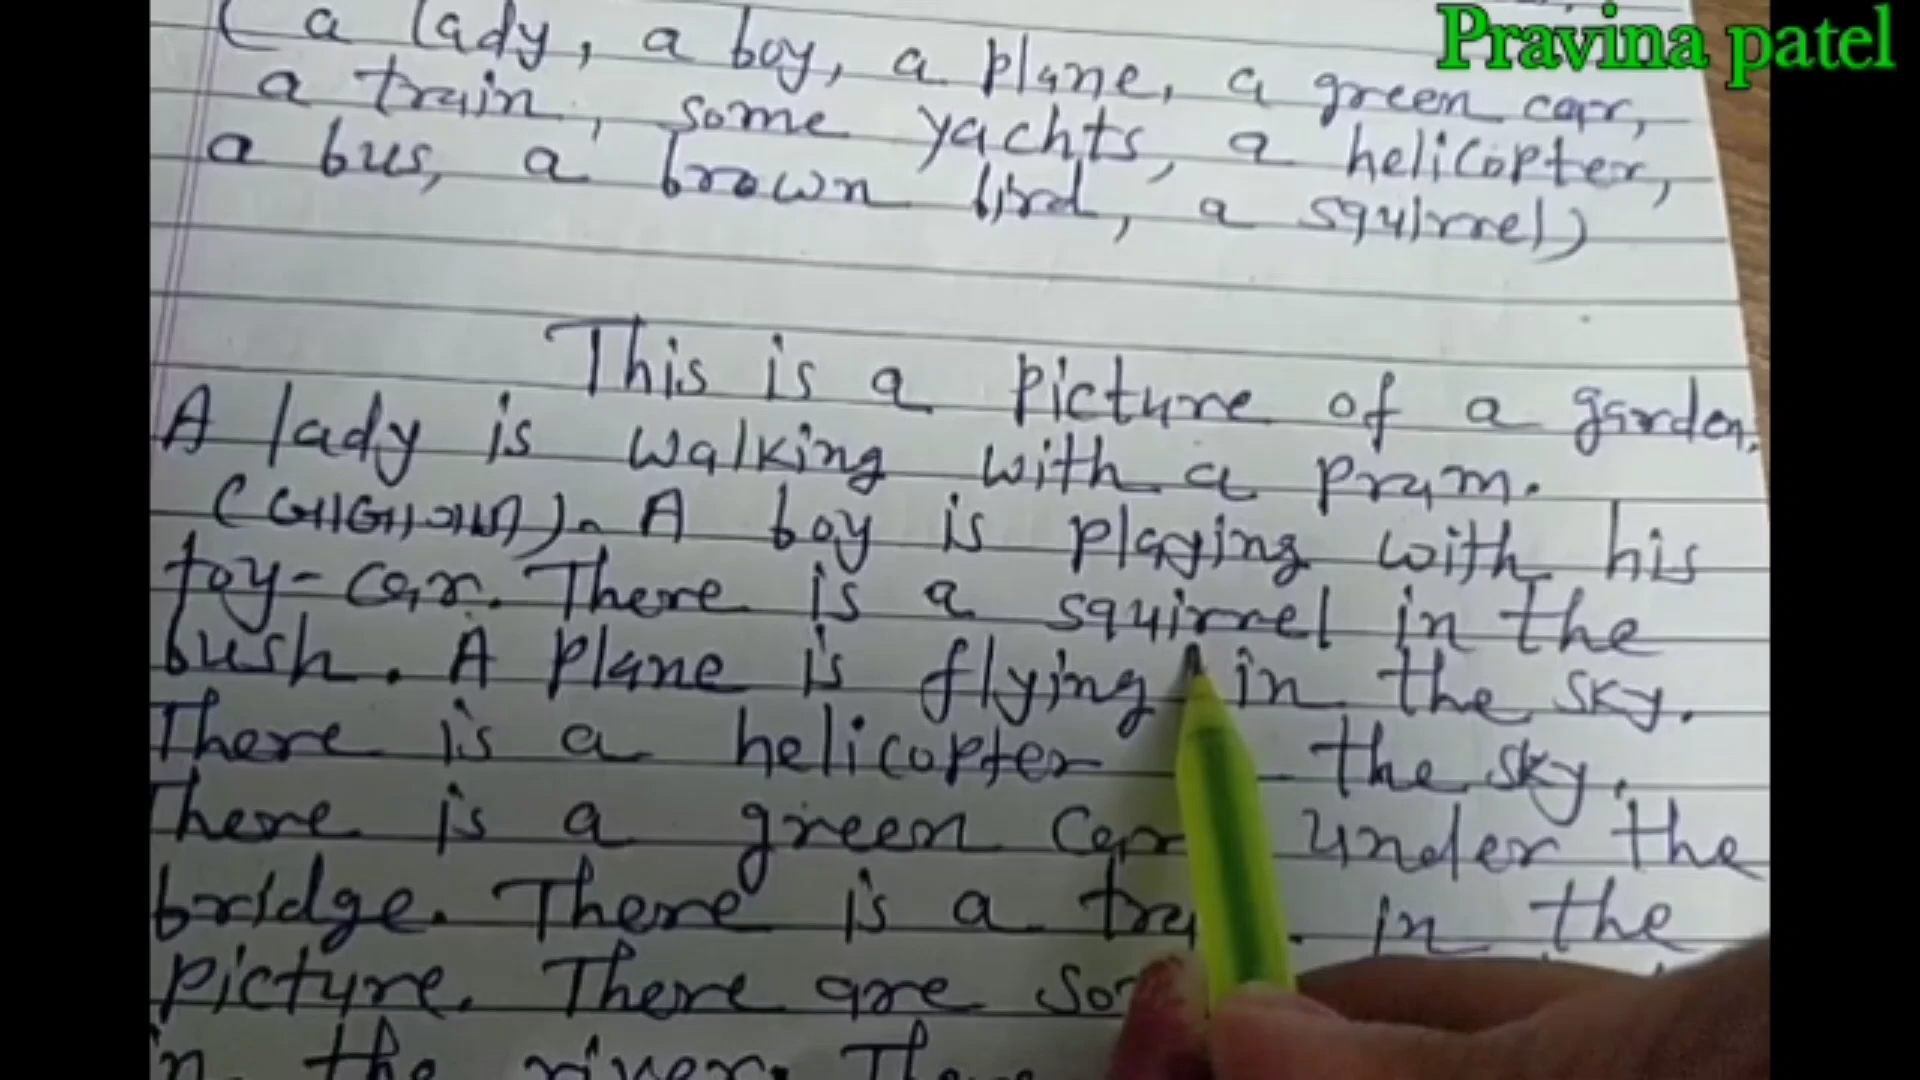 Pravina patel
( a lady, a boy, a plane, a green car,
a train, some yachts, a helicopter,
a bus, a brown bird, a squirrel)
This is a picture of a garden.
A lady is walking with a pram.
(બાબાગાડી). A boy is playing with his
toy-car. There is a squirrel in the
bush. A plane is flying in the sky.
There is a helicopter the sky.
There is a green car under the
bridge. There is a in the
picture. There are
in the river.